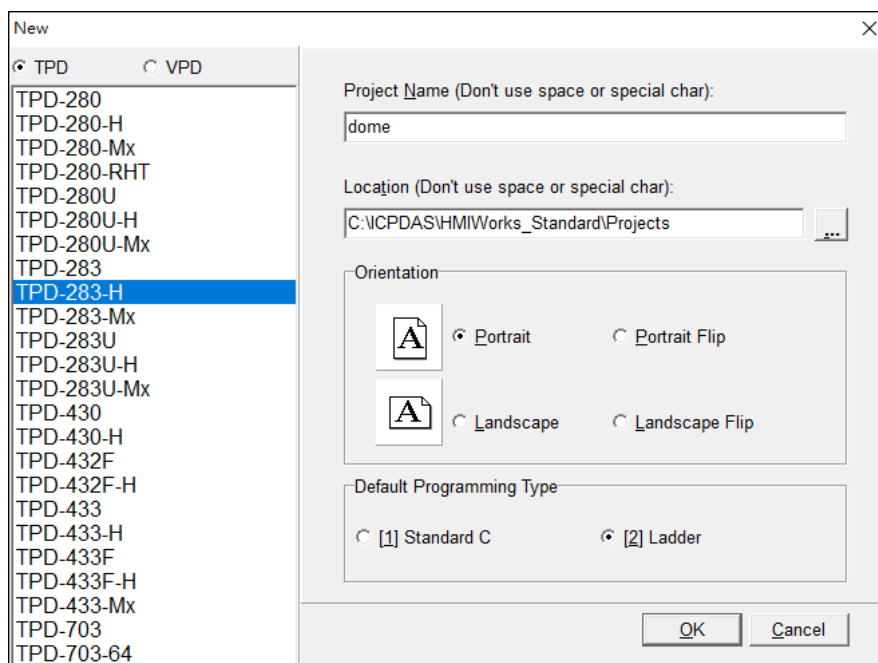 New
TPD
VPD
TPD-280
TPD-280-H
TPD-280-Mx
TPD-280-RHT
TPD-280U
TPD-280U-H
TPD-280U-Mx
TPD-283
TPD-283-H
TPD-283-Mx
TPD-283U
TPD-283U-H
TPD-283U-Mx
TPD-430
TPD-430-H
TPD-432F
TPD-432F-H
TPD-433
TPD-433-H
TPD-433F
TPD-433F-H
TPD-433-Mx
TPD-703
TPD-703-64
Project Name (Don't use space or special char):
dome
Location (Don't use space or special char):
C:\ICPDAS\HMIWorks_Standard\Projects
...
Orientation
A
Portrait
Portrait Flip
A
Landscape
Landscape Flip
Default Programming Type
[1] Standard C
[2] Ladder
OK
Cancel